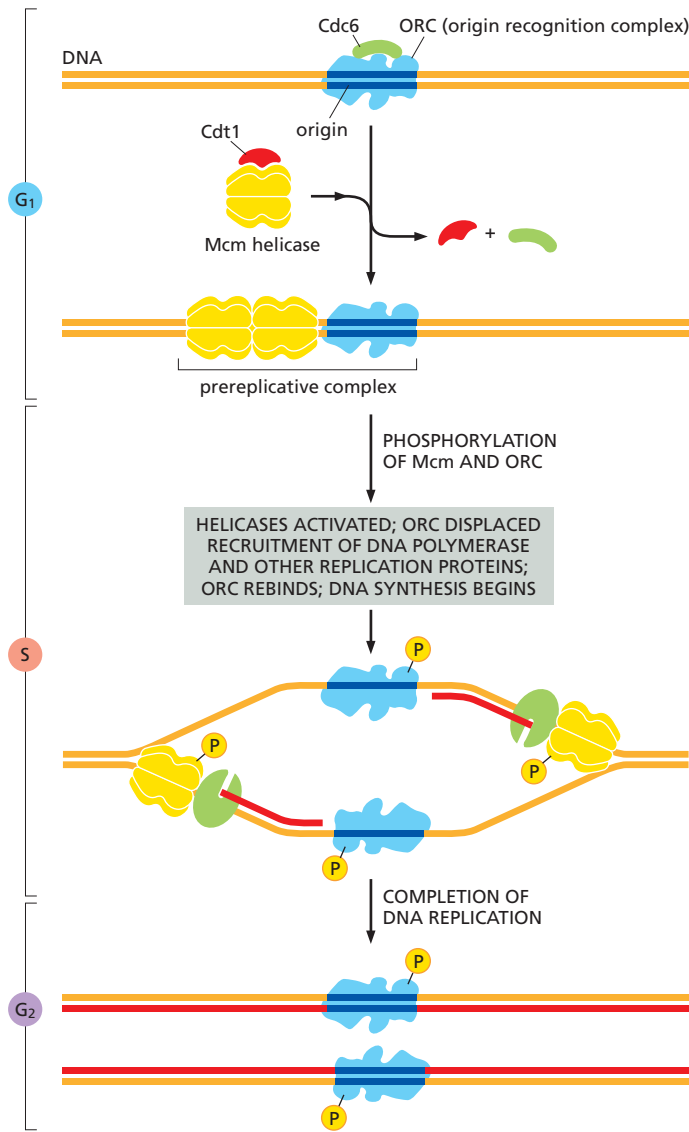 Cdc6
ORC (origin recognition complex)
DNA
origin
Cdt1
G1
Mcm helicase
+
prereplicative complex
PHOSPHORYLATION
OF Mcm AND ORC
HELICASES ACTIVATED; ORC DISPLACED
RECRUITMENT OF DNA POLYMERASE
AND OTHER REPLICATION PROTEINS;
ORC REBINDS; DNA SYNTHESIS BEGINS
S
P
P
P
P
COMPLETION OF
DNA REPLICATION
P
G2
P